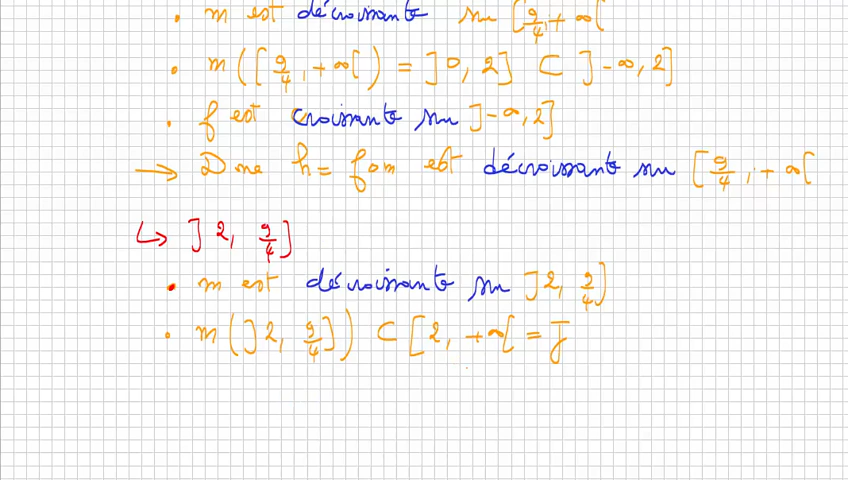 • m est décroissante sur [9/4, +∞[
• m([9/4, +∞[) = ]0, 2] ⊂ ]-∞, 2]
• f est croissante sur ]-∞, 2]
→ Donc h = fom est décroissante sur [9/4, +∞[
↪ ]2, 9/4]
• m est décroissante sur ]2, 9/4]
• m(]2, 9/4]) ⊂ [2, +∞[ = J